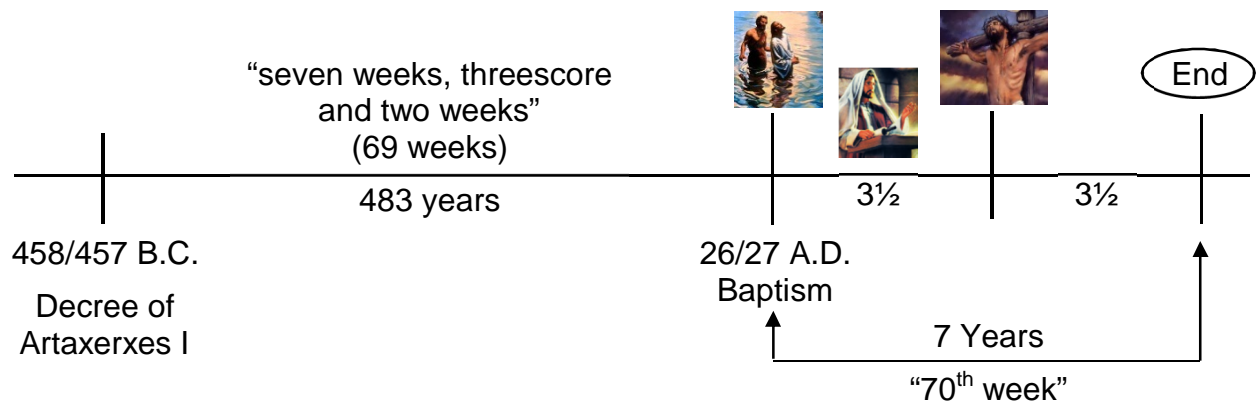 “seven weeks, threescore
and two weeks”
(69 weeks)
483 years
458/457 B.C.
Decree of
Artaxerxes I
26/27 A.D.
Baptism
3½
3½
End
7 Years
“70th week”